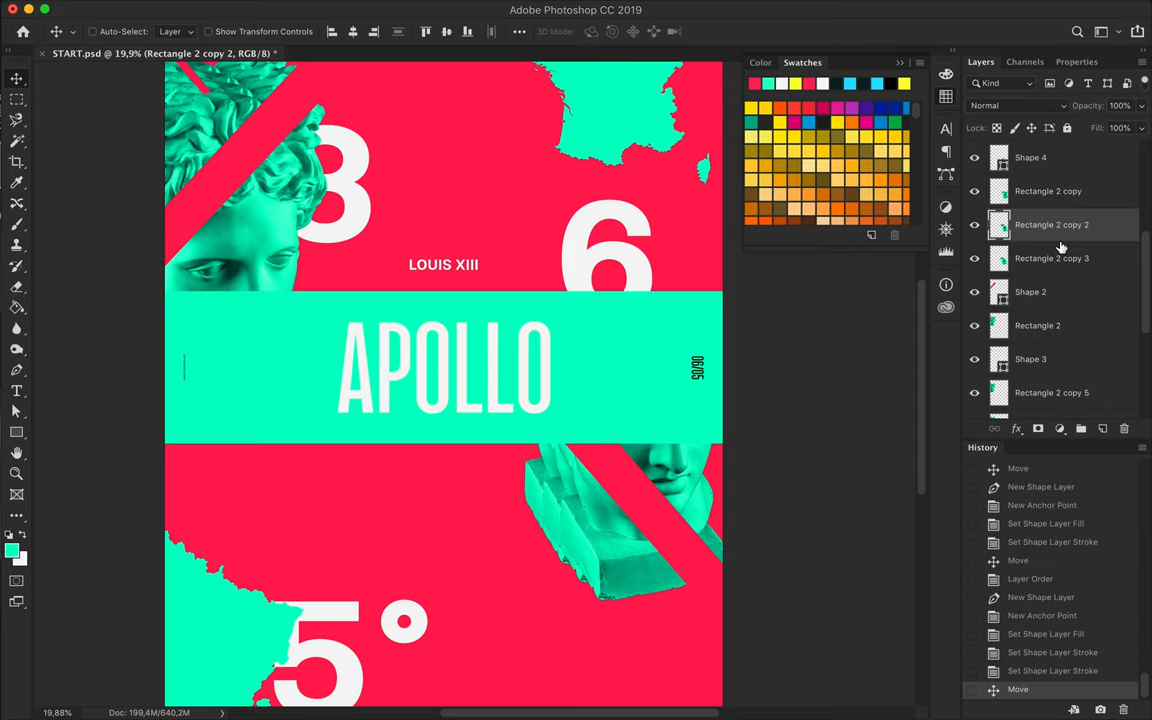 Adobe Photoshop CC 2019
Auto-Select: Layer Show Transform Controls 3D Mode:
START.psd @ 19,9% (Rectangle 2 copy 2, RGB/8) *
Color Swatches
Layers Channels Properties
Kind
Normal Opacity: 100%
Lock: Fill: 100%
Shape 4
Rectangle 2 copy
Rectangle 2 copy 2
Rectangle 2 copy 3
Shape 2
Rectangle 2
Shape 3
Rectangle 2 copy 5
fx
3
6
LOUIS XIII
APOLLO
06/05
5°
History
Move
New Shape Layer
New Anchor Point
Set Shape Layer Fill
Set Shape Layer Stroke
Move
Layer Order
New Shape Layer
New Anchor Point
Set Shape Layer Fill
Set Shape Layer Stroke
Set Shape Layer Stroke
Move
19,88% Doc: 199,4M/640,2M